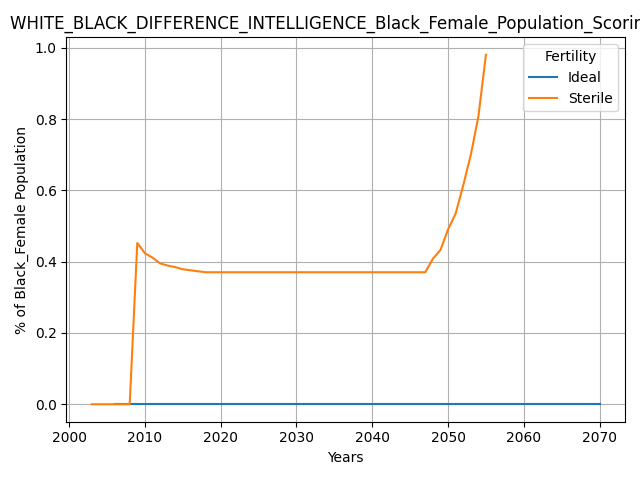 WHITE_BLACK_DIFFERENCE_INTELLIGENCE_Black_Female_Population_Scorin
1.0
0.8
0.6
0.4
0.2
0.0
% of Black_Female Population
Fertility
Ideal
Sterile
2000 2010 2020 2030 2040 2050 2060 2070
Years